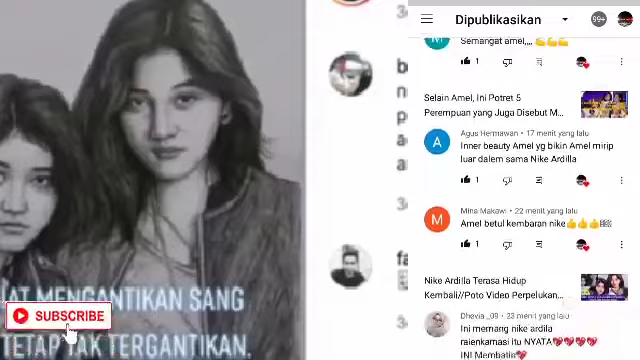 Dipublikasikan
99+
Semangat amel,,,, 💪💪💪
1
Selain Amel, Ini Potret 5
Perempuan yang Juga Disebut M...
Agus Hermawan • 17 menit yang lalu
A
Inner beauty Amel yg bikin Amel mirip
luar dalem sama Nike Ardilla
1
Mina Makawi • 22 menit yang lalu
M
Amel betul kembaran nike👍👍👍
1
Nike Ardilla Terasa Hidup
Kembali//Poto Video Perpelukan...
Dhevia _09 • 23 menit yang lalu
Ini memang nike ardila
raienkarnasi itu NYATA💖💖💖💖
INI Membatin💖
MENGANTIKAN SANG
SUBSCRIBE
TETAP TAK TERGANTIKAN.